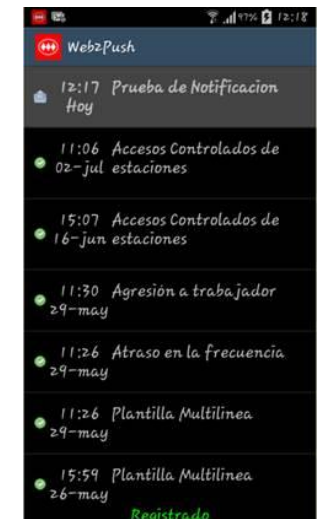 97% 12:18
Web2Push
12:17 Prueba de Notificacion
Hoy
11:06 Accesos Controlados de
02-jul estaciones
15:07 Accesos Controlados de
16-jun estaciones
11:30 Agresión a trabajador
29-may
11:26 Atraso en la frecuencia
29-may
11:26 Plantilla Multilinea
29-may
15:59 Plantilla Multilinea
26-may
Registrado